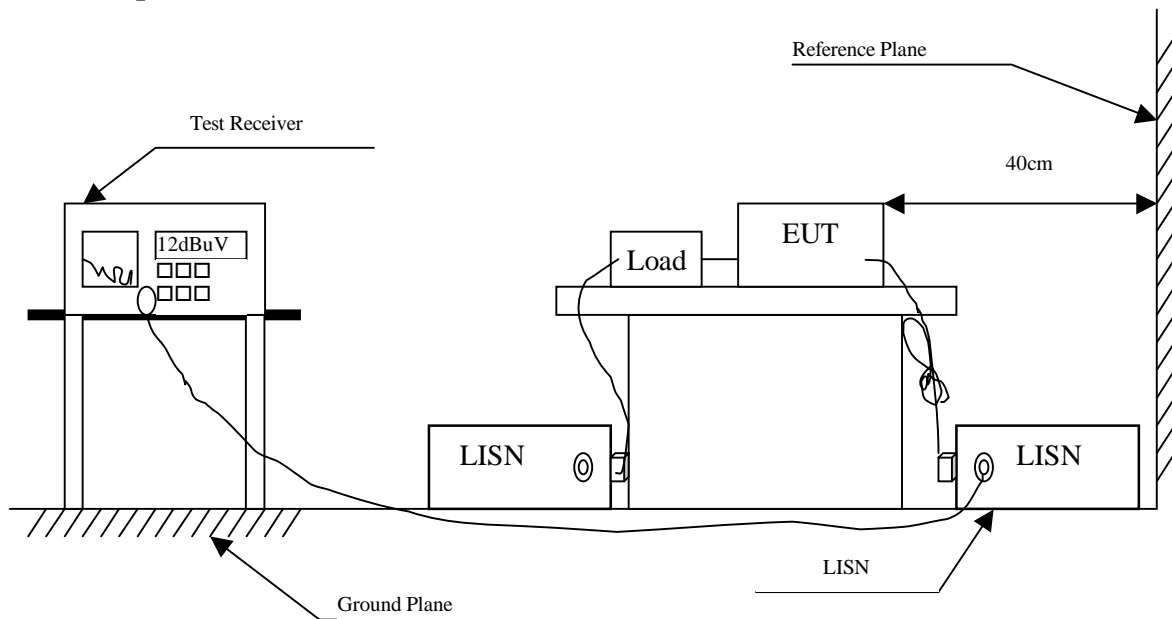 Reference Plane
Test Receiver
40cm
12dBuV
EUT
Load
LISN
LISN
LISN
Ground Plane